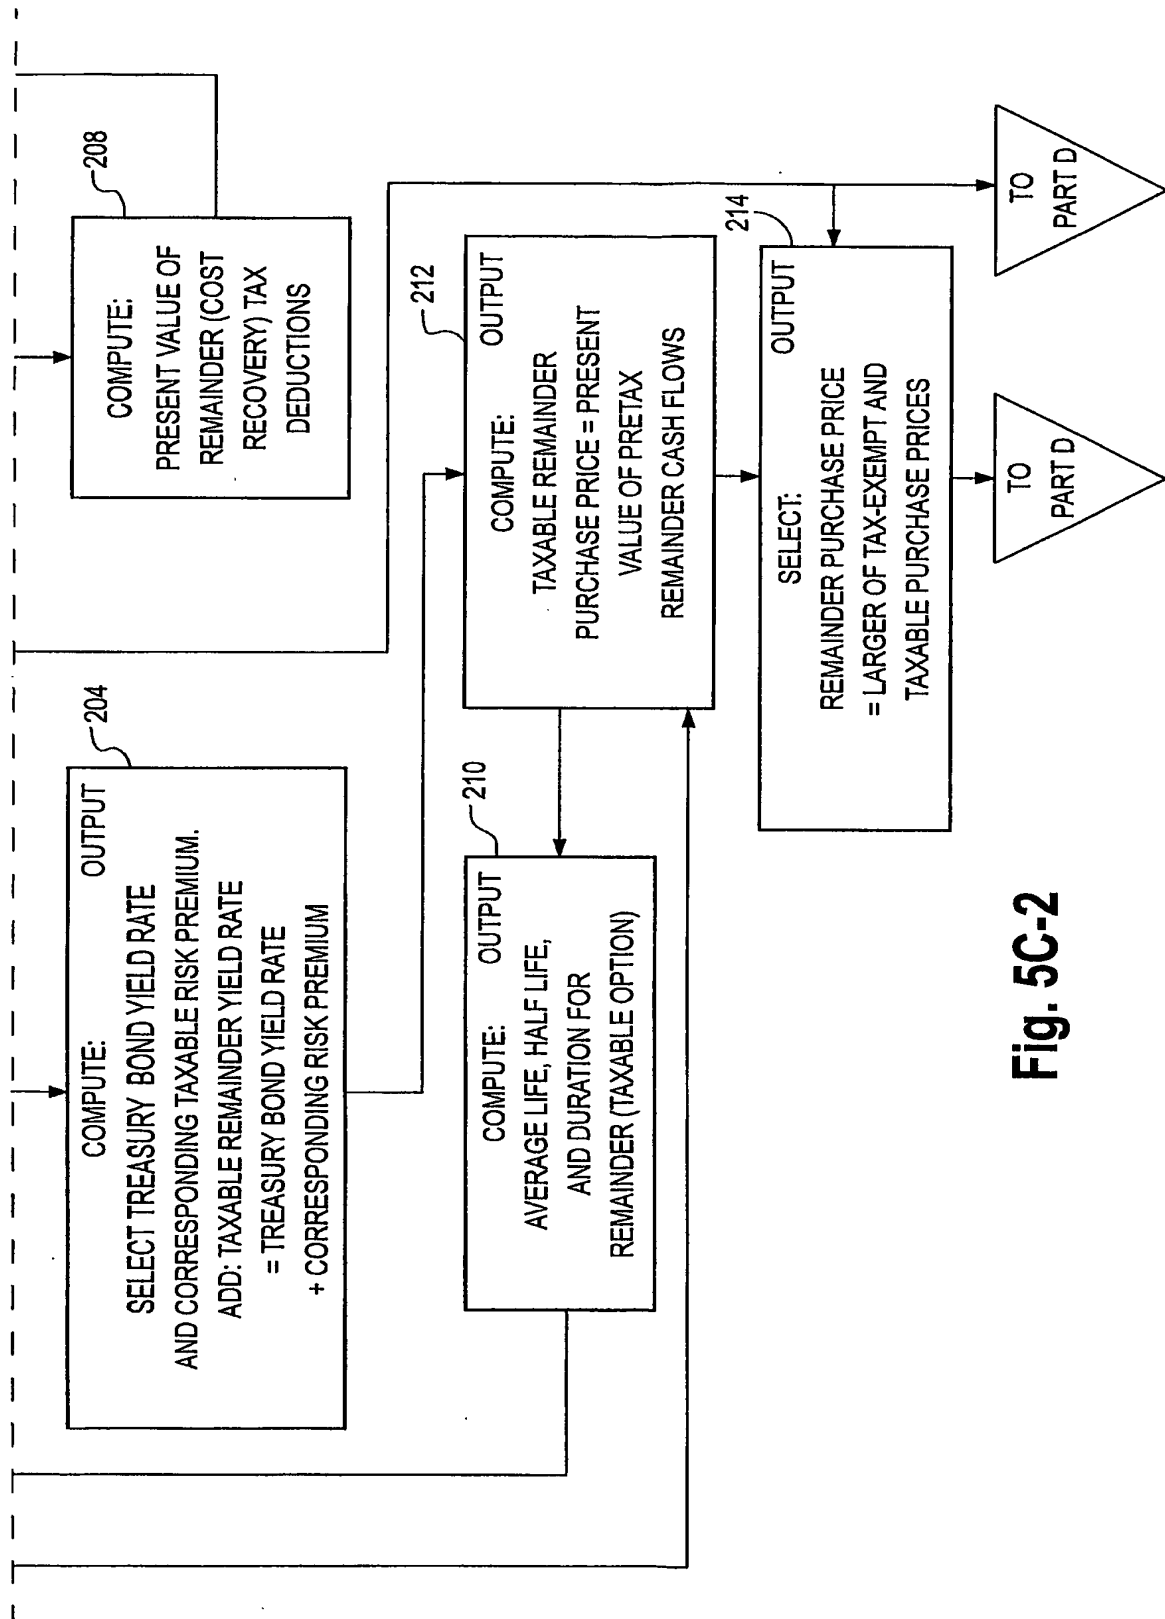 204
COMPUTE: OUTPUT
SELECT TREASURY BOND YIELD RATE
AND CORRESPONDING TAXABLE RISK PREMIUM.
ADD: TAXABLE REMAINDER YIELD RATE
= TREASURY BOND YIELD RATE
+ CORRESPONDING RISK PREMIUM
208
COMPUTE:
PRESENT VALUE OF
REMAINDER (COST
RECOVERY) TAX
DEDUCTIONS
210
COMPUTE: OUTPUT
AVERAGE LIFE, HALF LIFE,
AND DURATION FOR
REMAINDER (TAXABLE OPTION)
212
COMPUTE: OUTPUT
TAXABLE REMAINDER
PURCHASE PRICE = PRESENT
VALUE OF PRETAX
REMAINDER CASH FLOWS
214
SELECT: OUTPUT
REMAINDER PURCHASE PRICE
= LARGER OF TAX-EXEMPT AND
TAXABLE PURCHASE PRICES
TO
PART D
TO
PART D
Fig. 5C-2